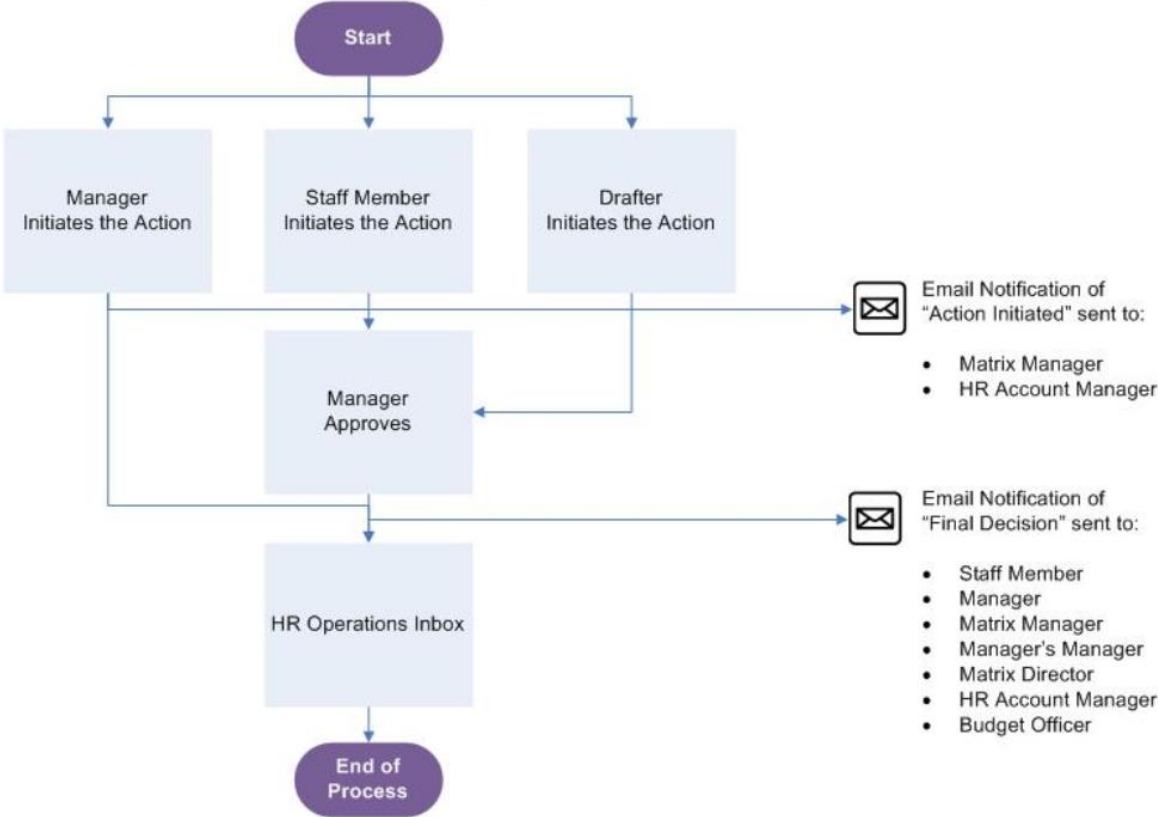 Start
Manager
Initiates the Action
Staff Member
Initiates the Action
Drafter
Initiates the Action
Email Notification of
“Action Initiated” sent to:
• Matrix Manager
• HR Account Manager
Manager
Approves
Email Notification of
“Final Decision” sent to:
• Staff Member
• Manager
• Matrix Manager
• Manager’s Manager
• Matrix Director
• HR Account Manager
• Budget Officer
HR Operations Inbox
End of
Process